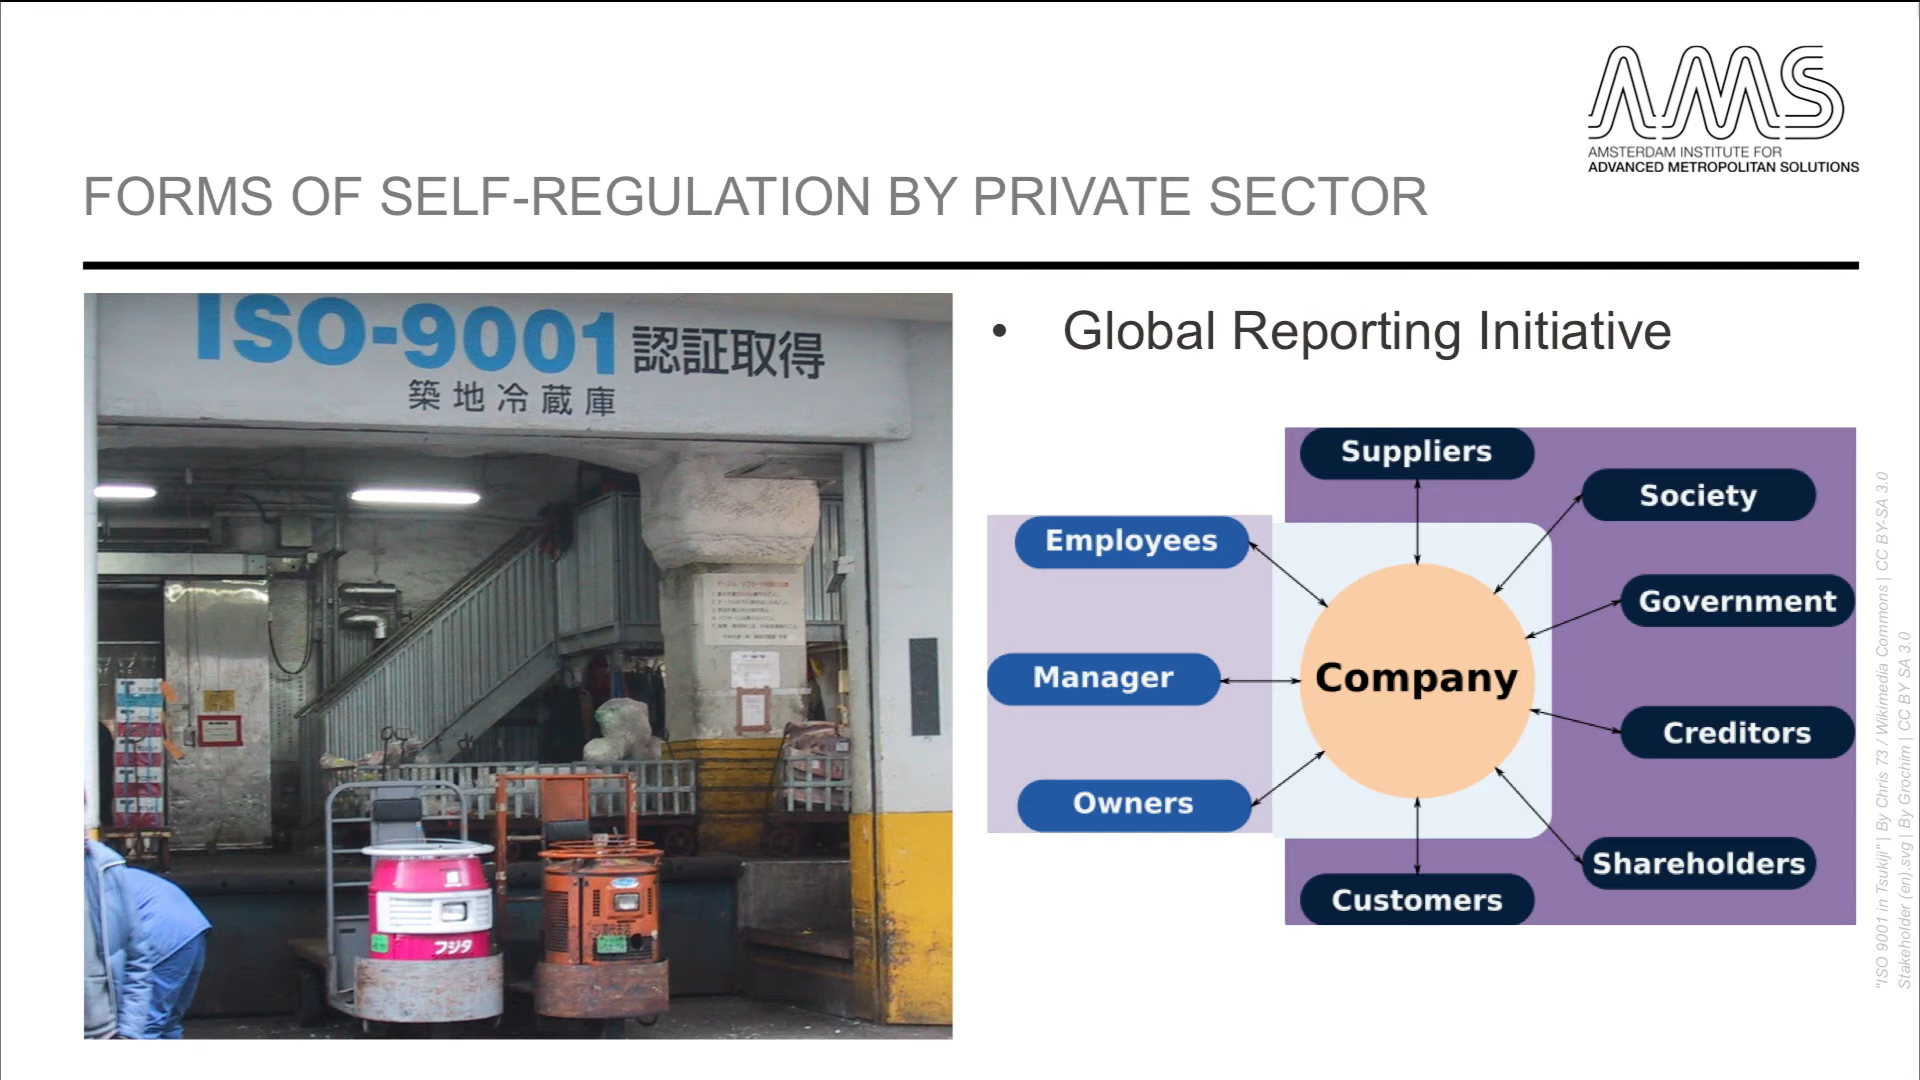 AMS
AMSTERDAM INSTITUTE FOR
ADVANCED METROPOLITAN SOLUTIONS
FORMS OF SELF-REGULATION BY PRIVATE SECTOR
ISO-9001 認証取得
築地冷蔵庫
フジタ
• Global Reporting Initiative
Suppliers
Society
Employees
Government
Company
Manager
Creditors
Owners
Shareholders
Customers
"ISO 9001 in Tsukiji" | By Chris 73 / Wikimedia Commons | CC BY-SA 3.0
Stakeholder (en).svg | By Grochim | CC BY SA 3.0